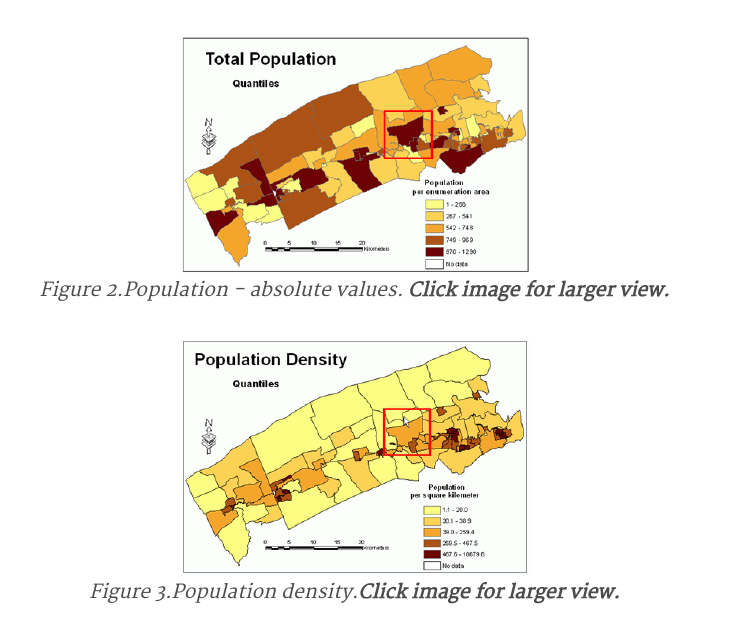 Total Population
Quantiles
N
Population
per enumeration area
1 - 266
267 - 541
542 - 748
749 - 969
970 - 1290
No data
0 5 10 15 20
Kilometers
Figure 2.Population – absolute values. Click image for larger view.
Population Density
Quantiles
N
Population
per square kilometer
1.1 - 20.0
20.1 - 38.9
39.0 - 259.4
259.5 - 467.5
467.6 - 10679.6
No data
0 5 10 15 20
Kilometers
Figure 3.Population density.Click image for larger view.